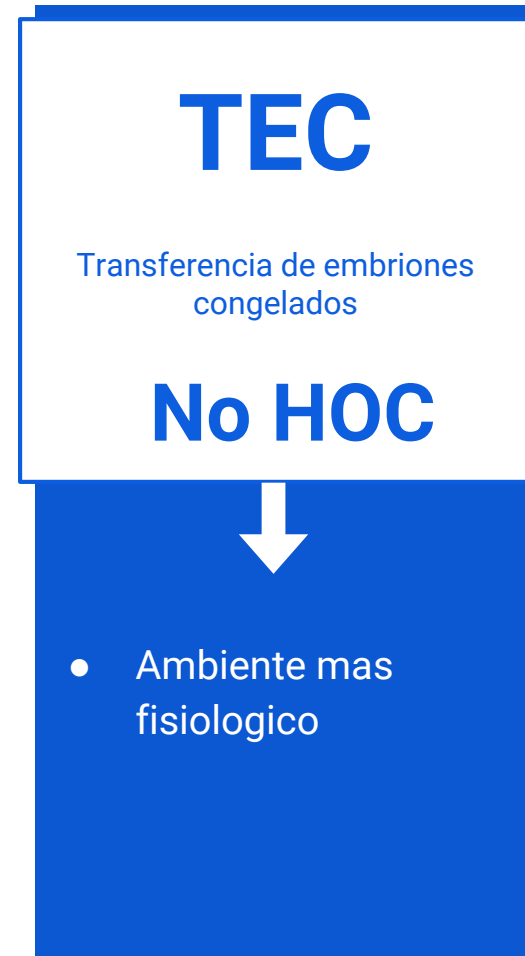 TEC
Transferencia de embriones
congelados
No HOC
● Ambiente mas
fisiologico